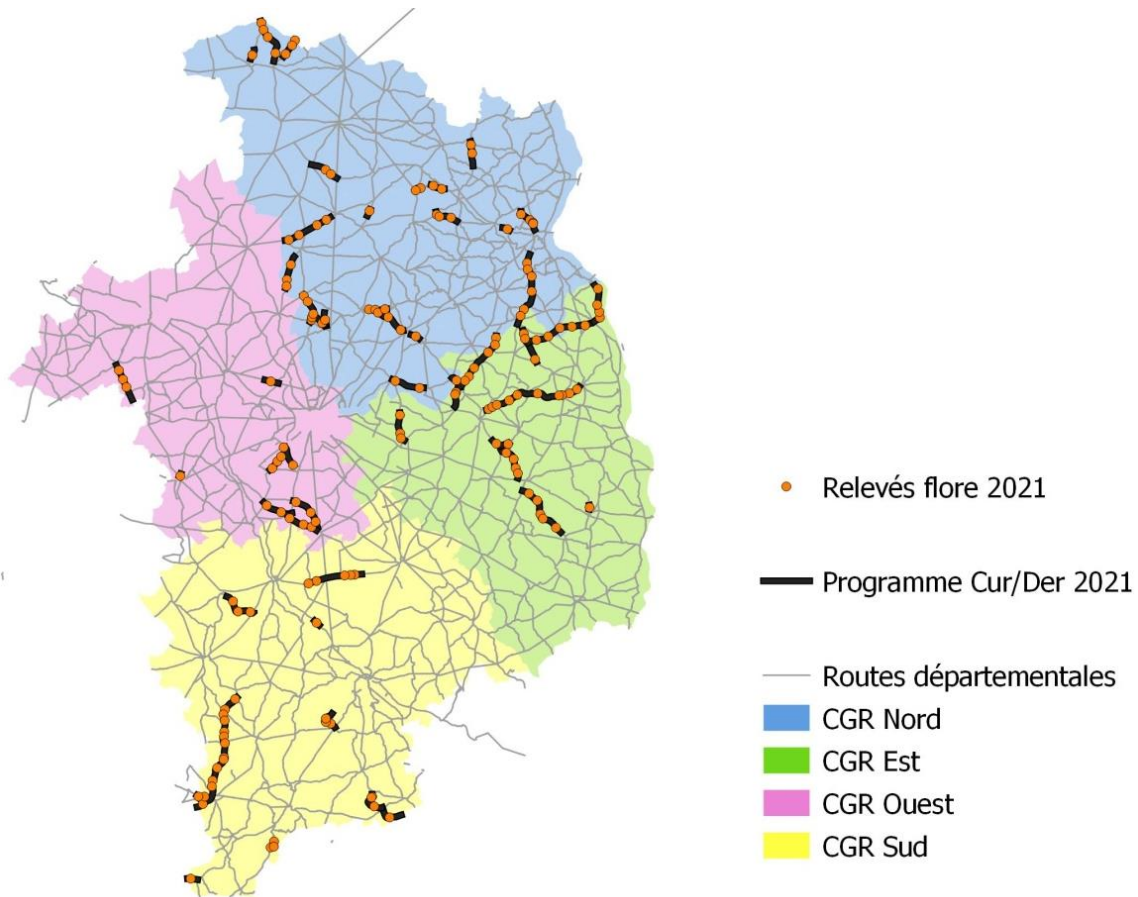 Relevés flore 2021
Programme Cur/Der 2021
Routes départementales
CGR Nord
CGR Est
CGR Ouest
CGR Sud